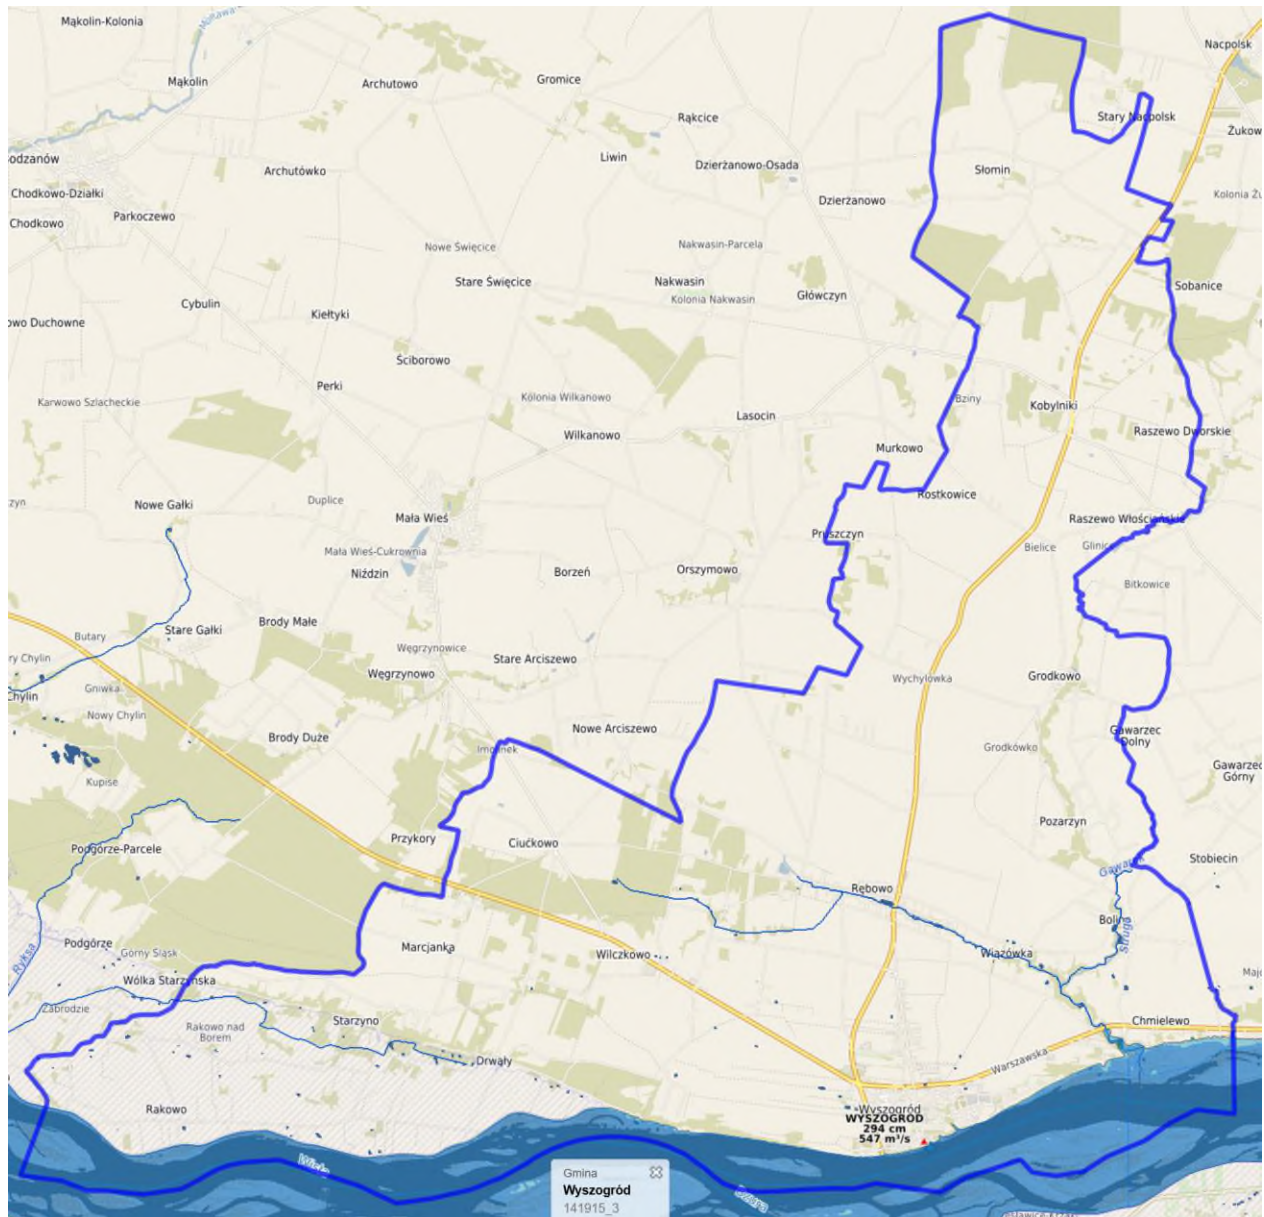 Mąkolin-Kolonia
Nacpolsk
Mąkolin
Archutowo
Gromice
Rąkcice
Stary Nacpolsk
Liwin
Dzierżanowo-Osada
Słomin
Archutówko
Chodkowo-Działki
Dzierżanowo
Parkoczewo
Chodkowo
Nowe Święcice
Nakwasin-Parcela
Stare Święcice
Nakwasin
Sobanice
Główczyn
Kolonia Nakwasin
Cybulin
Kiełtyki
owo Duchowne
Ściborowo
Perki
Kolonia Wilkanowo
Bziny
Karwowo Szlacheckie
Kobylniki
Lasocin
Wilkanowo
Raszewo Dworskie
Murkowo
Rostkowice
zyn
Nowe Gałki
Duplice
Mała Wieś
Raszewo Włościańskie
Pruszczyn
Mała Wieś-Cukrownia
Bielice
Glinice
Niździn
Borzeń
Orszymowo
Bitkowice
Brody Małe
Stare Gałki
Butary
Węgrzynowice
ry Chylin
Stare Arciszewo
Węgrzynowo
Wychylówka
Grodkowo
Chylin
Gniwka
Nowy Chylin
Nowe Arciszewo
Brody Duże
Imielinek
Grodkówko
Gawarzec
Dolny
Gawarzec
Górny
Kupise
Pozarzyn
Przykory
Ciućkowo
Podgórze-Parcele
Stobiecin
Rębowo
Podgórze
Górny Śląsk
Marcjanka
Wilczkowo
Wiązówka
Struga
Ryksa
Wólka Starzyńska
Zabrodzie
Rakowo nad
Borem
Starzyno
Chmielewo
Drwały
Warszawska
Rakowo
Wyszogród
WYSZOGRÓD
294 cm
547 m³/s
Wisła
Gmina
Wyszogród
141915_3